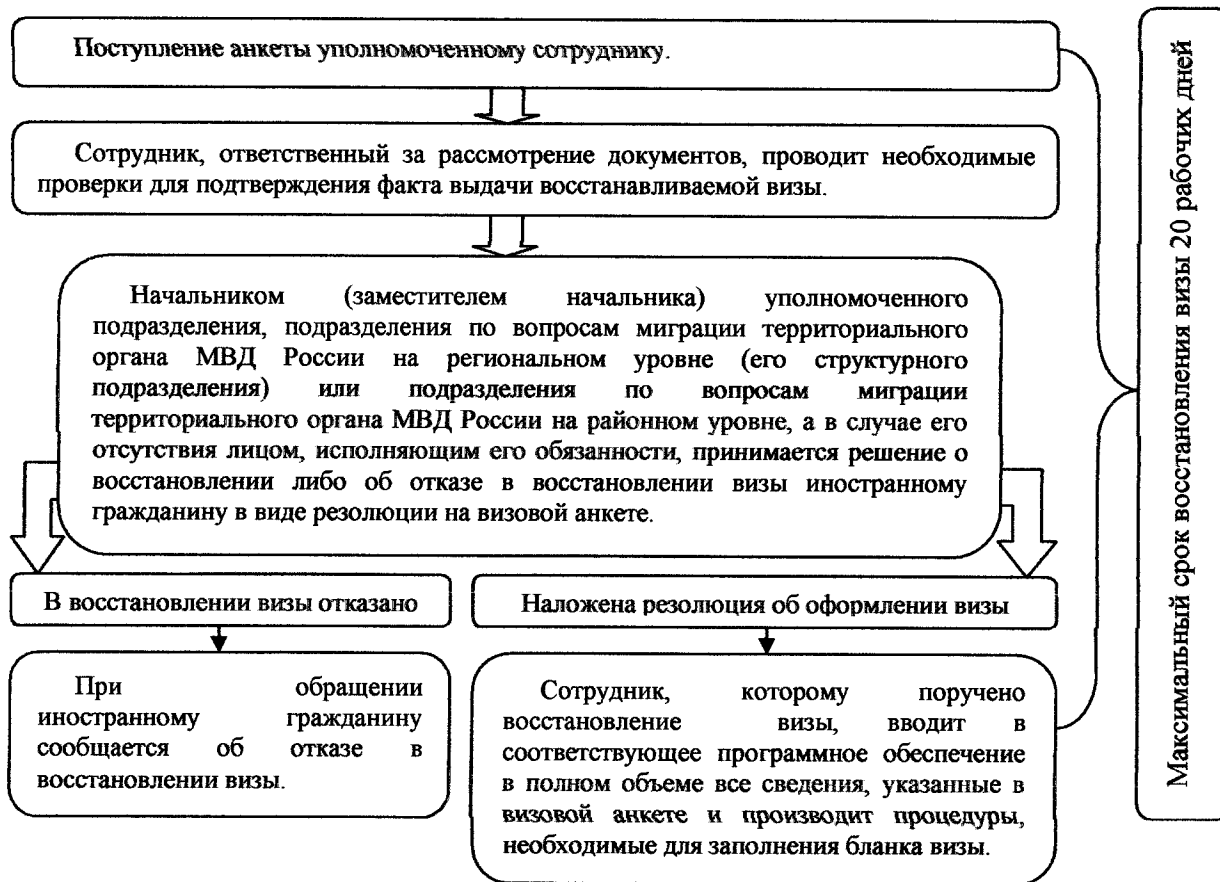 Поступление анкеты уполномоченному сотруднику.
Сотрудник, ответственный за рассмотрение документов, проводит необходимые
проверки для подтверждения факта выдачи восстанавливаемой визы.
Начальником (заместителем начальника) уполномоченного
подразделения, подразделения по вопросам миграции территориального
органа МВД России на региональном уровне (его структурного
подразделения) или подразделения по вопросам миграции
территориального органа МВД России на районном уровне, а в случае его
отсутствия лицом, исполняющим его обязанности, принимается решение о
восстановлении либо об отказе в восстановлении визы иностранному
гражданину в виде резолюции на визовой анкете.
В восстановлении визы отказано
Наложена резолюция об оформлении визы
При обращении
иностранному гражданину
сообщается об отказе в
восстановлении визы.
Сотрудник, которому поручено
восстановление визы, вводит в
соответствующее программное обеспечение
в полном объеме все сведения, указанные в
визовой анкете и производит процедуры,
необходимые для заполнения бланка визы.
Максимальный срок восстановления визы 20 рабочих дней